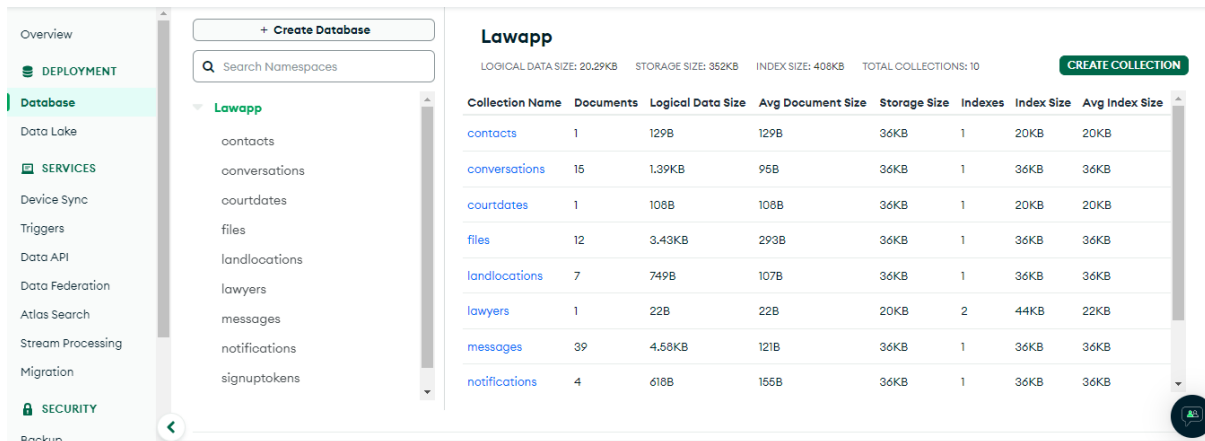 Overview
DEPLOYMENT
Database
Data Lake
SERVICES
Device Sync
Triggers
Data API
Data Federation
Atlas Search
Stream Processing
Migration
SECURITY
Backup
+ Create Database
Search Namespaces
Lawapp
contacts
conversations
courtdates
files
landlocations
lawyers
messages
notifications
signuptokens
Lawapp
LOGICAL DATA SIZE: 20.29KB STORAGE SIZE: 352KB INDEX SIZE: 408KB TOTAL COLLECTIONS: 10 CREATE COLLECTION
Collection Name Documents Logical Data Size Avg Document Size Storage Size Indexes Index Size Avg Index Size
contacts 1 129B 129B 36KB 1 20KB 20KB
conversations 15 1.39KB 95B 36KB 1 36KB 36KB
courtdates 1 108B 108B 36KB 1 20KB 20KB
files 12 3.43KB 293B 36KB 1 36KB 36KB
landlocations 7 749B 107B 36KB 1 36KB 36KB
lawyers 1 22B 22B 20KB 2 44KB 22KB
messages 39 4.58KB 121B 36KB 1 36KB 36KB
notifications 4 618B 155B 36KB 1 36KB 36KB